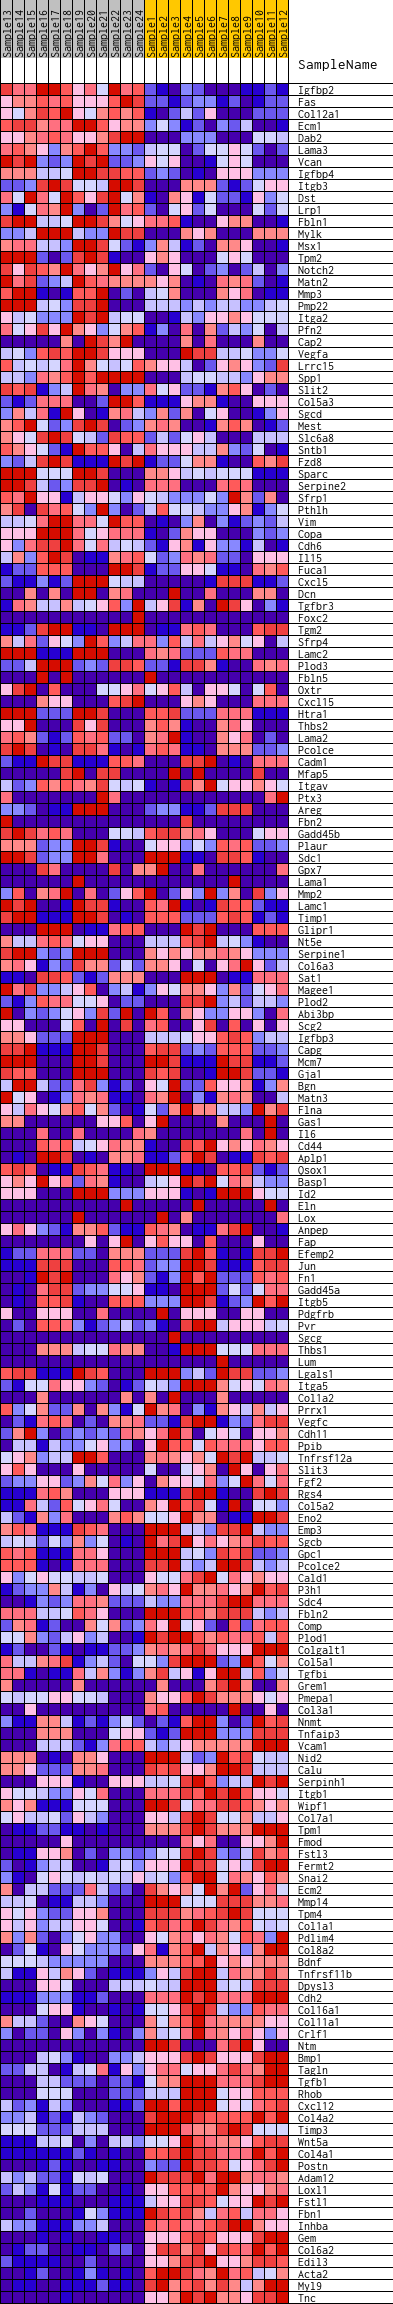 Sample13
Sample14
Sample15
Sample16
Sample17
Sample18
Sample19
Sample20
Sample21
Sample22
Sample23
Sample24
Sample1
Sample2
Sample3
Sample4
Sample5
Sample6
Sample7
Sample8
Sample9
Sample10
Sample11
Sample12
SampleName
Igfbp2
Fas
Col12a1
Ecm1
Dab2
Lama3
Vcan
Igfbp4
Itgb3
Dst
Lrp1
Fbln1
Mylk
Msx1
Tpm2
Notch2
Matn2
Mmp3
Pmp22
Itga2
Pfn2
Cap2
Vegfa
Lrrc15
Spp1
Slit2
Col5a3
Sgcd
Mest
Slc6a8
Sntb1
Fzd8
Sparc
Serpine2
Sfrp1
Pthlh
Vim
Copa
Cdh6
Il15
Fuca1
Cxcl5
Dcn
Tgfbr3
Foxc2
Tgm2
Sfrp4
Lamc2
Plod3
Fbln5
Oxtr
Cxcl15
Htra1
Thbs2
Lama2
Pcolce
Cadm1
Mfap5
Itgav
Ptx3
Areg
Fbn2
Gadd45b
Plaur
Sdc1
Gpx7
Lama1
Mmp2
Lamc1
Timp1
Glipr1
Nt5e
Serpine1
Col6a3
Sat1
Magee1
Plod2
Abi3bp
Scg2
Igfbp3
Capg
Mcm7
Gja1
Bgn
Matn3
Flna
Gas1
Il6
Cd44
Aplp1
Qsox1
Basp1
Id2
Eln
Lox
Anpep
Fap
Efemp2
Jun
Fn1
Gadd45a
Itgb5
Pdgfrb
Pvr
Sgcg
Thbs1
Lum
Lgals1
Itga5
Col1a2
Prrx1
Vegfc
Cdh11
Ppib
Tnfrsf12a
Slit3
Fgf2
Rgs4
Col5a2
Eno2
Emp3
Sgcb
Gpc1
Pcolce2
Cald1
P3h1
Sdc4
Fbln2
Comp
Plod1
Colgalt1
Col5a1
Tgfbi
Grem1
Pmepa1
Col3a1
Nnmt
Tnfaip3
Vcam1
Nid2
Calu
Serpinh1
Itgb1
Wipf1
Col7a1
Tpm1
Fmod
Fstl3
Fermt2
Snai2
Ecm2
Mmp14
Tpm4
Col1a1
Pdlim4
Col8a2
Bdnf
Tnfrsf11b
Dpysl3
Cdh2
Col16a1
Col11a1
Crlf1
Ntm
Bmp1
Tagln
Tgfb1
Rhob
Cxcl12
Col4a2
Timp3
Wnt5a
Col4a1
Postn
Adam12
Loxl1
Fstl1
Fbn1
Inhba
Gem
Col6a2
Edil3
Acta2
Myl9
Tnc